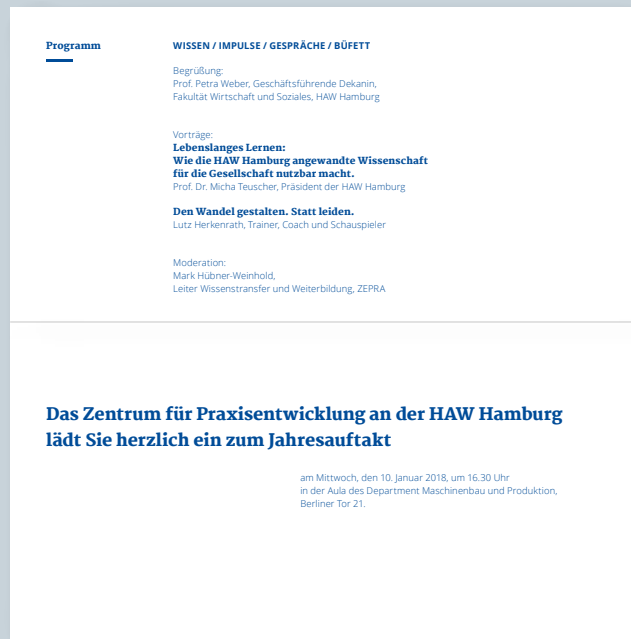 Programm
WISSEN / IMPULSE / GESPRÄCHE / BÜFETT
Begrüßung:
Prof. Petra Weber, Geschäftsführende Dekanin,
Fakultät Wirtschaft und Soziales, HAW Hamburg
Vorträge:
Lebenslanges Lernen:
Wie die HAW Hamburg angewandte Wissenschaft
für die Gesellschaft nutzbar macht.
Prof. Dr. Micha Teuscher, Präsident der HAW Hamburg
Den Wandel gestalten. Statt leiden.
Lutz Herkenrath, Trainer, Coach und Schauspieler
Moderation:
Mark Hübner-Weinhold,
Leiter Wissenstransfer und Weiterbildung, ZEPRA
Das Zentrum für Praxisentwicklung an der HAW Hamburg
lädt Sie herzlich ein zum Jahresauftakt
am Mittwoch, den 10. Januar 2018, um 16.30 Uhr
in der Aula des Department Maschinenbau und Produktion,
Berliner Tor 21.